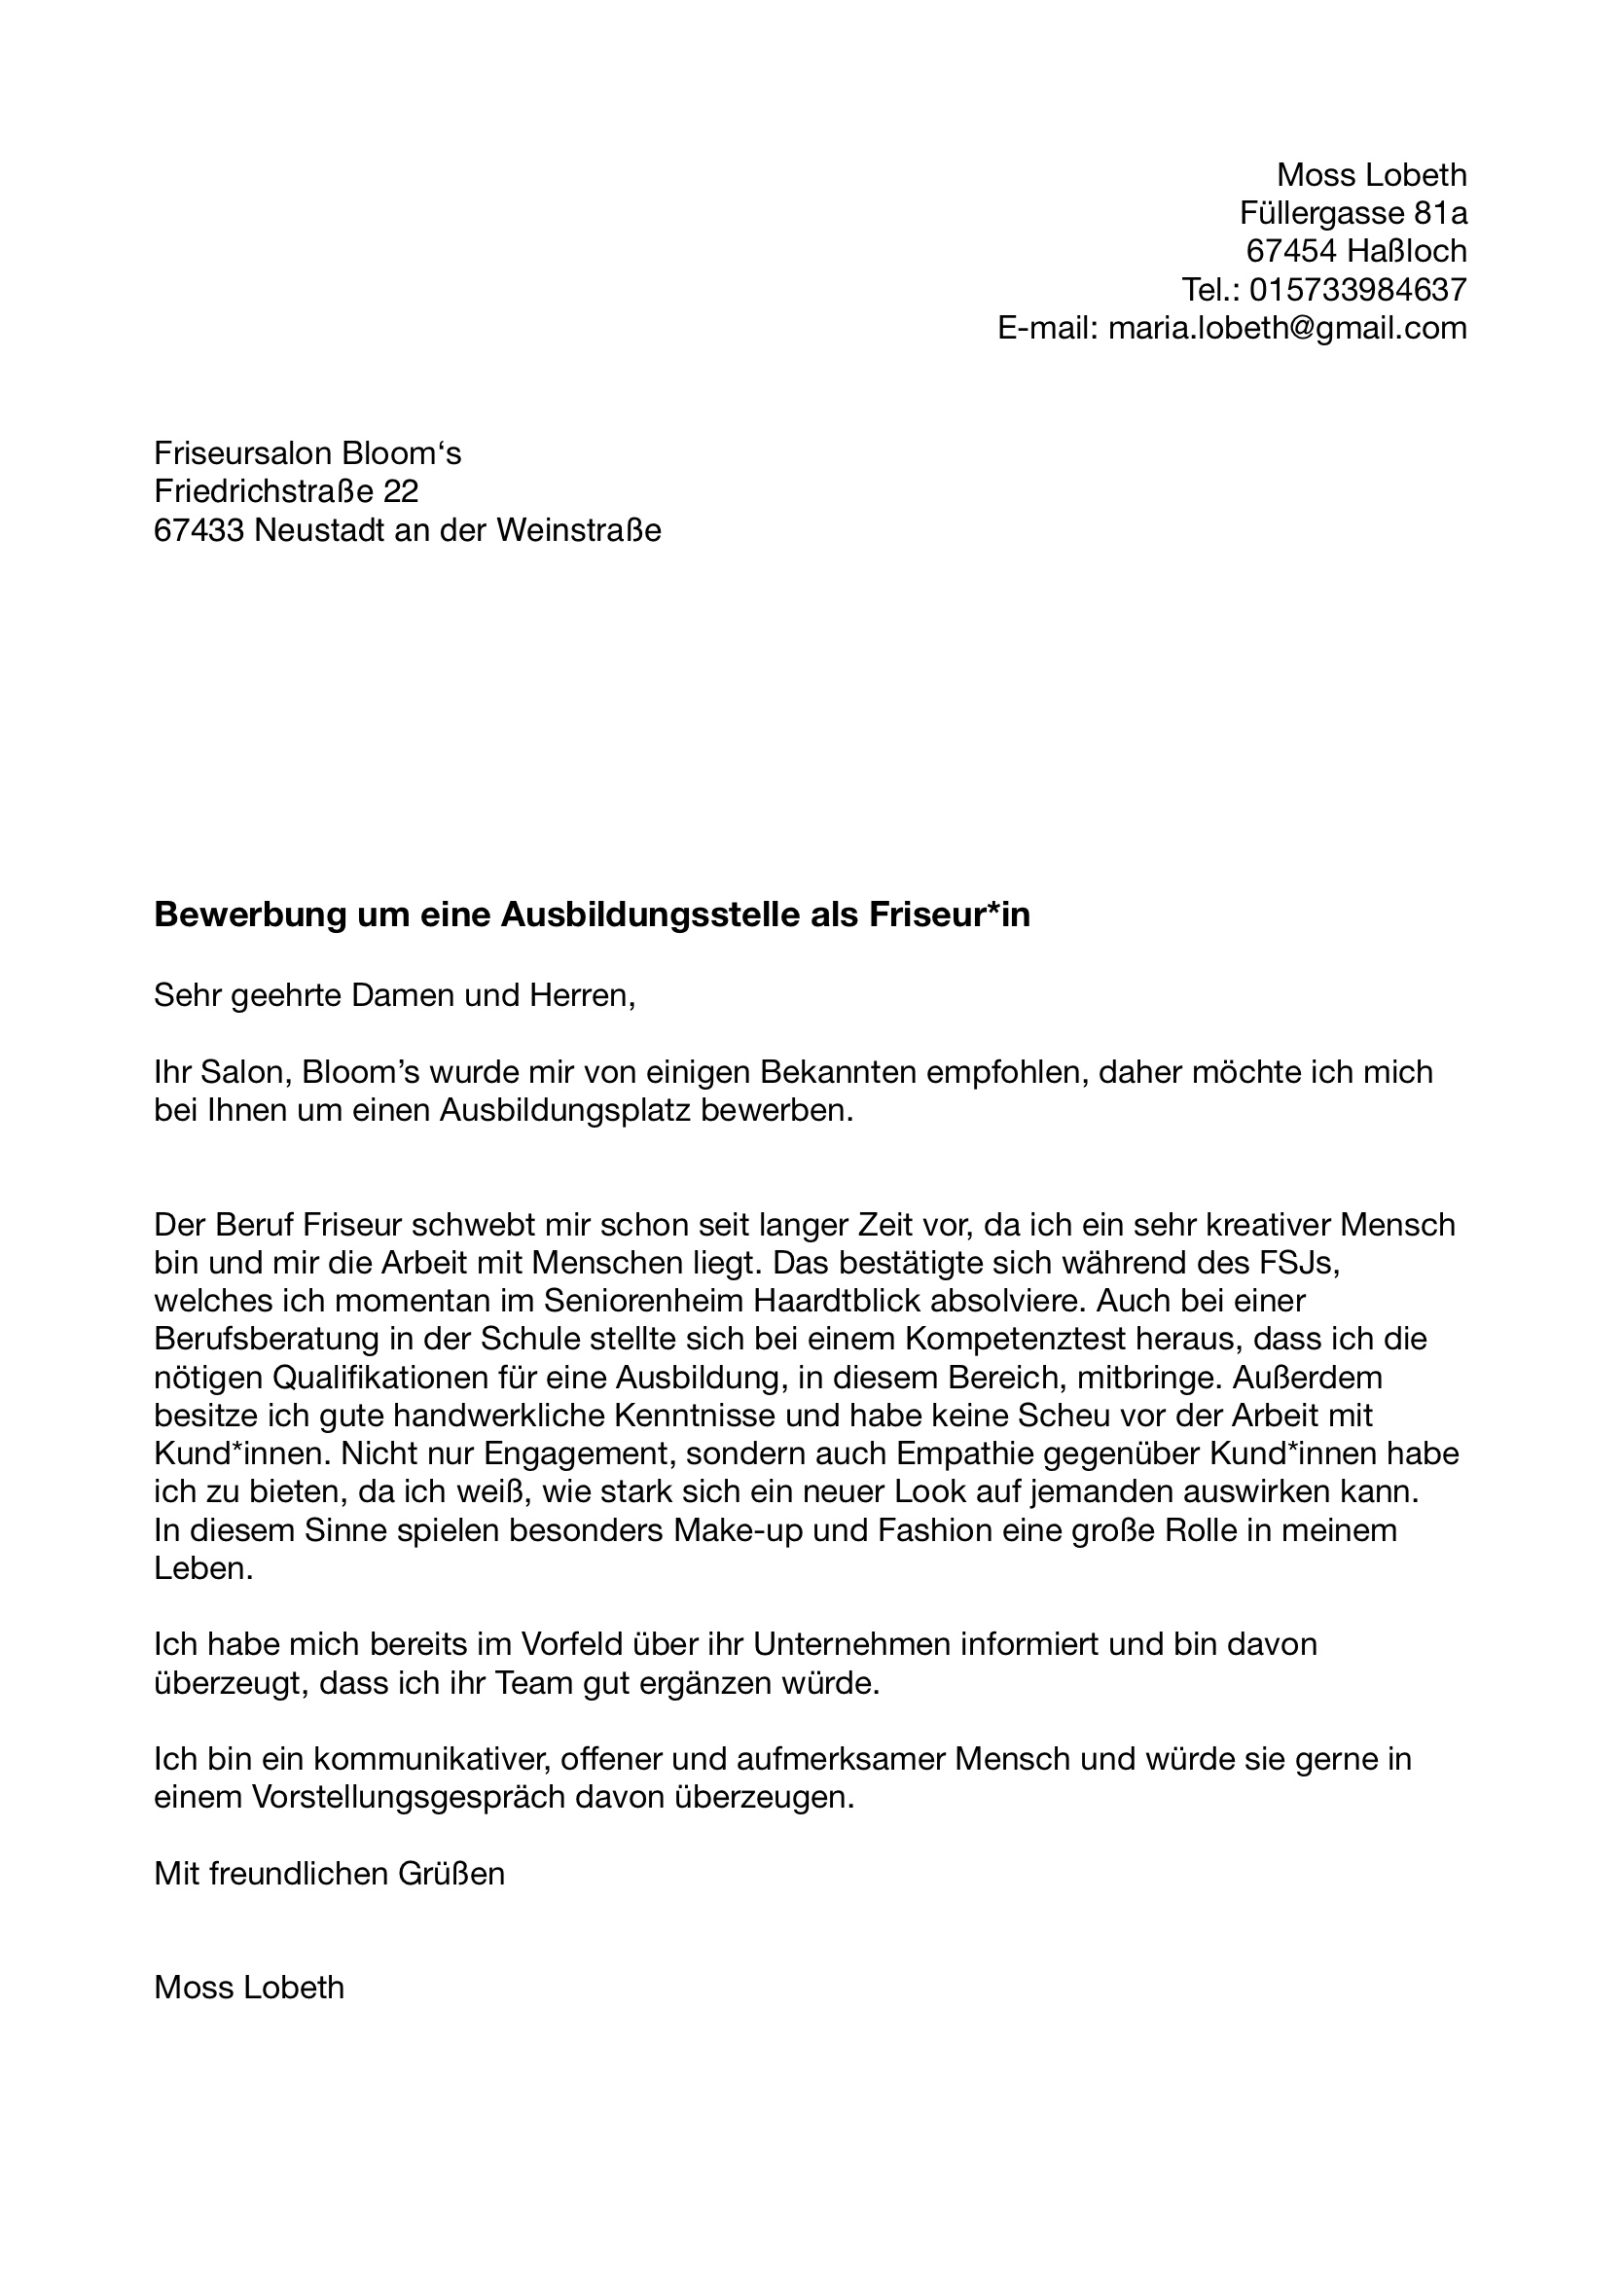 Moss Lobeth
Füllergasse 81a
67454 Haßloch
Tel.: 015733984637
E-mail: maria.lobeth@gmail.com
Friseursalon Bloom‘s
Friedrichstraße 22
67433 Neustadt an der Weinstraße
Bewerbung um eine Ausbildungsstelle als Friseur*in
Sehr geehrte Damen und Herren,
Ihr Salon, Bloom’s wurde mir von einigen Bekannten empfohlen, daher möchte ich mich
bei Ihnen um einen Ausbildungsplatz bewerben.
Der Beruf Friseur schwebt mir schon seit langer Zeit vor, da ich ein sehr kreativer Mensch
bin und mir die Arbeit mit Menschen liegt. Das bestätigte sich während des FSJs,
welches ich momentan im Seniorenheim Haardtblick absolviere. Auch bei einer
Berufsberatung in der Schule stellte sich bei einem Kompetenztest heraus, dass ich die
nötigen Qualifikationen für eine Ausbildung, in diesem Bereich, mitbringe. Außerdem
besitze ich gute handwerkliche Kenntnisse und habe keine Scheu vor der Arbeit mit
Kund*innen. Nicht nur Engagement, sondern auch Empathie gegenüber Kund*innen habe
ich zu bieten, da ich weiß, wie stark sich ein neuer Look auf jemanden auswirken kann.
In diesem Sinne spielen besonders Make-up und Fashion eine große Rolle in meinem
Leben.
Ich habe mich bereits im Vorfeld über ihr Unternehmen informiert und bin davon
überzeugt, dass ich ihr Team gut ergänzen würde.
Ich bin ein kommunikativer, offener und aufmerksamer Mensch und würde sie gerne in
einem Vorstellungsgespräch davon überzeugen.
Mit freundlichen Grüßen
Moss Lobeth